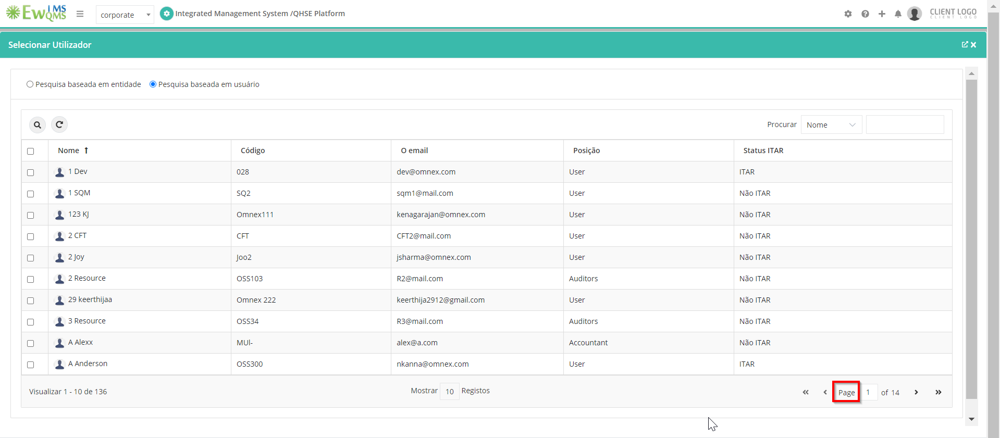 EwQMS IMS corporate Integrated Management System /QHSE Platform CLIENT LOGO
CLIENT LOGO
Selecionar Utilizador
Pesquisa baseada em entidade Pesquisa baseada em usuário
Procurar Nome
Nome Código O email Posição Status ITAR
1 Dev 028 dev@omnex.com User ITAR
1 SQM SQ2 sqm1@mail.com User Não ITAR
123 KJ Omnex111 kenagarajan@omnex.com User Não ITAR
2 CFT CFT CFT2@mail.com User Não ITAR
2 Joy Joo2 jsharma@omnex.com User Não ITAR
2 Resource OSS103 R2@mail.com Auditors Não ITAR
29 keerthijaa Omnex 222 keerthija2912@gmail.com User Não ITAR
3 Resource OSS34 R3@mail.com Auditors Não ITAR
A Alexx MUl- alex@a.com Accountant Não ITAR
A Anderson OSS300 nkanna@omnex.com User ITAR
Visualizar 1 - 10 de 136 Mostrar 10 Registos Page 1 of 14